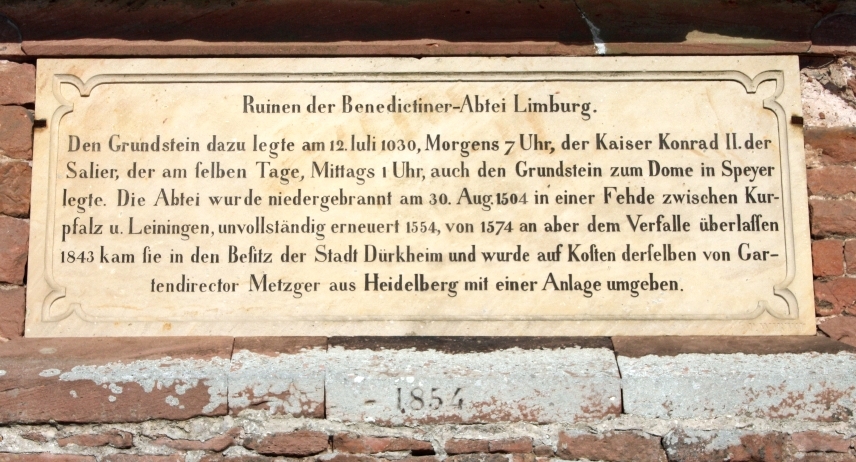 Ruinen der Benedictiner-Abtei Limburg.
Den Grundstein dazu legte am 12. Iuli 1030, Morgens 7 Uhr, der Kaiser Konrad II. der
Salier, der am ſelben Tage, Mittags 1 Uhr, auch den Grundstein zum Dome in Speyer
legte. Die Abtei wurde niedergebrannt am 30. Aug. 1504 in einer Fehde zwischen Kur-
pfalz u. Leiningen, unvollständig erneuert 1554, von 1574 an aber dem Verfalle überlaſſen
1843 kam ſie in den Beſitz der Stadt Dürkheim und wurde auf Koſten derſelben von Gar-
tendirector Metzger aus Heidelberg mit einer Anlage umgeben.
1854